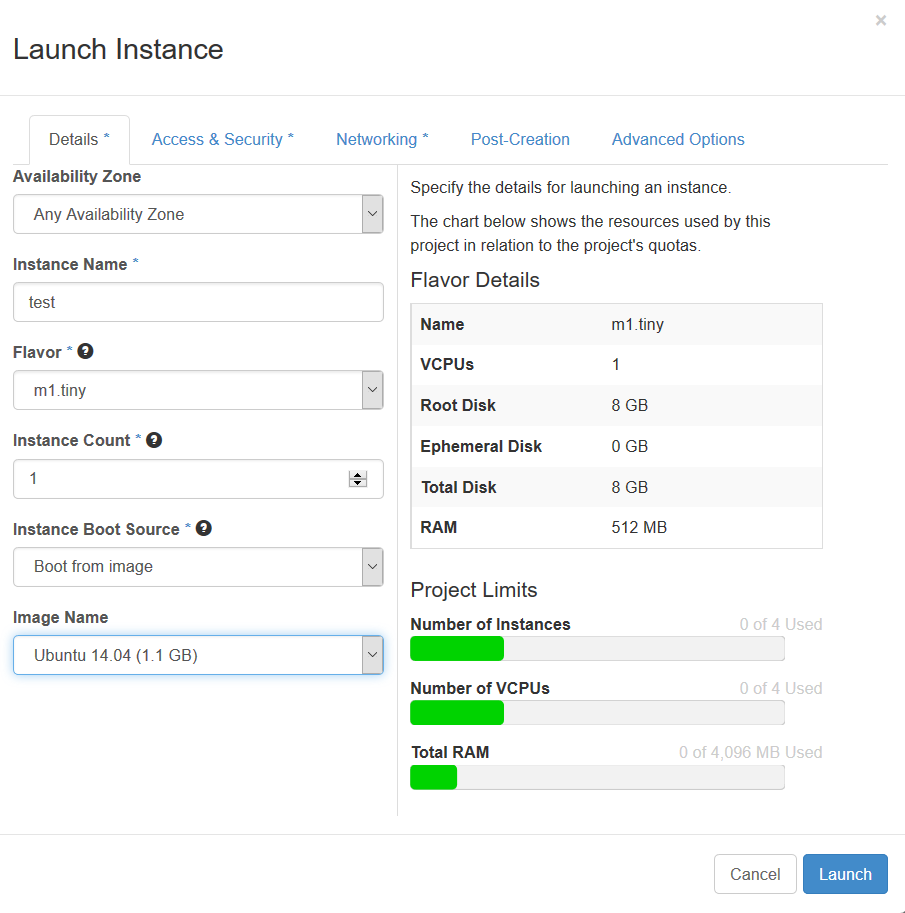 ×
Launch Instance
Details *
Access & Security *
Networking *
Post-Creation
Advanced Options
Availability Zone
Any Availability Zone
Instance Name *
test
Flavor * ?
m1.tiny
Instance Count * ?
1
Instance Boot Source * ?
Boot from image
Image Name
Ubuntu 14.04 (1.1 GB)
Specify the details for launching an instance.
The chart below shows the resources used by this
project in relation to the project's quotas.
Flavor Details
Name m1.tiny
VCPUs 1
Root Disk 8 GB
Ephemeral Disk 0 GB
Total Disk 8 GB
RAM 512 MB
Project Limits
Number of Instances 0 of 4 Used
Number of VCPUs 0 of 4 Used
Total RAM 0 of 4,096 MB Used
Cancel
Launch